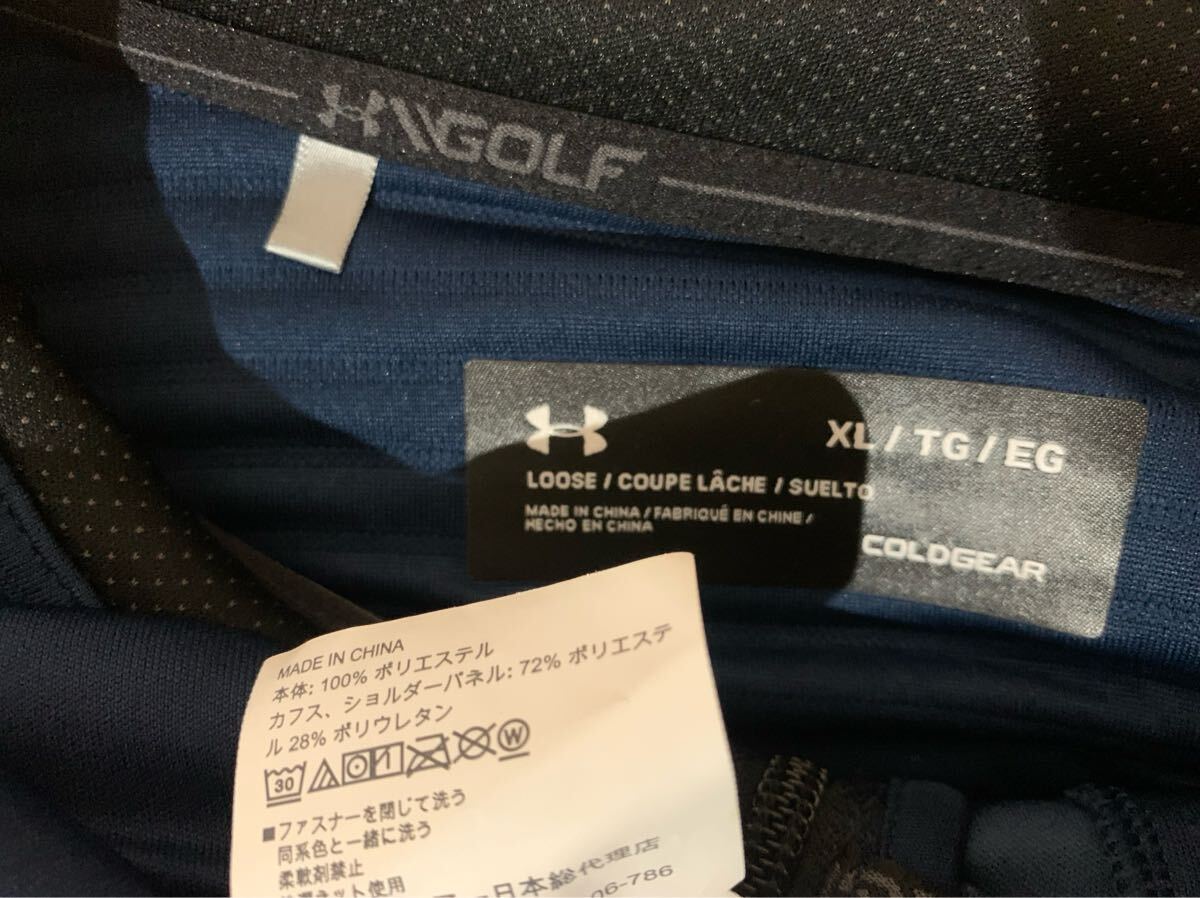 GOLF
XL / TG / EG
LOOSE / COUPE LÂCHE / SUELTO
MADE IN CHINA / FABRIQUÉ EN CHINE /
HECHO EN CHINA
COLDGEAR
MADE IN CHINA
本体: 100% ポリエステル
カフス、ショルダーパネル: 72% ポリエステ
ル 28% ポリウレタン
30 W
■ファスナーを閉じて洗う
同系色と一緒に洗う
柔軟剤禁止
ネット使用
日本総代理店
06-786